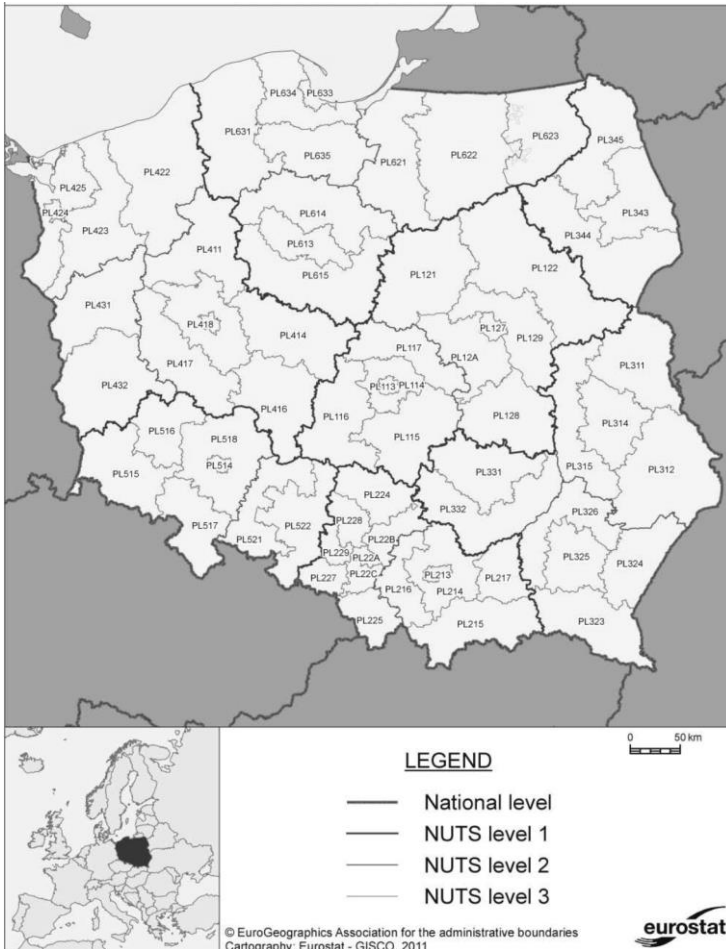 PL634 PL633
PL631
PL635
PL621
PL622
PL623
PL345
PL425
PL422
PL424
PL423
PL614
PL613
PL615
PL343
PL344
PL411
PL121
PL122
PL431
PL418
PL414
PL127
PL129
PL417
PL117
PL12A
PL311
PL432
PL416
PL116
PL113 PL114
PL128
PL314
PL115
PL516
PL518
PL514
PL515
PL331
PL315
PL312
PL332
PL224
PL326
PL517
PL521
PL522
PL228
PL22B
PL229
PL22A
PL325
PL324
PL227
PL22C
PL213
PL217
PL216
PL214
PL225
PL215
PL323
0 50 km
LEGEND
National level
NUTS level 1
NUTS level 2
NUTS level 3
© EuroGeographics Association for the administrative boundaries
Cartography: Eurostat - GISCO, 2011
eurostat